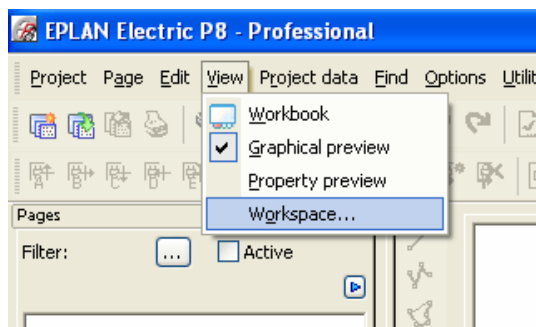 EPLAN Electric P8 - Professional
Project Page Edit View Project data Find Options
Workbook
Graphical preview
Property preview
Workspace...
Pages
Filter: ... Active